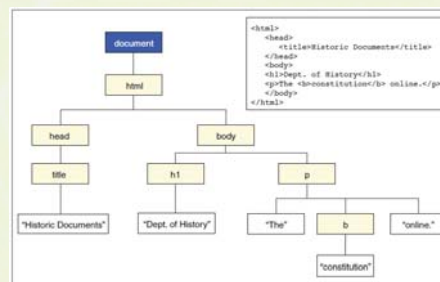 document
<html>
<head>
<title>Historic Documents</title>
</head>
<body>
<h1>Dept. of History</h1>
<p>The <b>constitution</b> online.</p>
</body>
</html>
html
head
body
title
h1
p
"Historic Documents"
"Dept. of History"
"The"
b
"online."
"constitution"